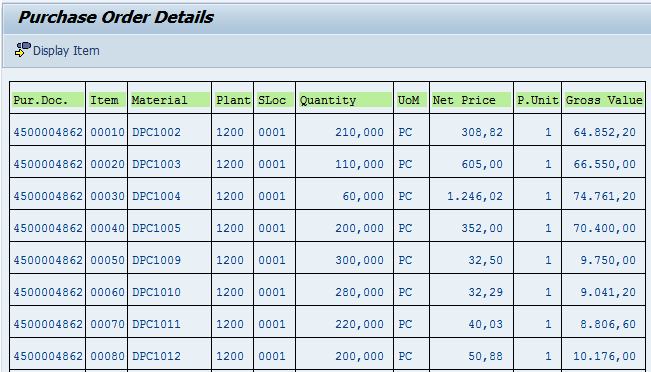 Purchase Order Details
Display Item
Pur.Doc. Item Material Plant SLoc Quantity UoM Net Price P.Unit Gross Value
4500004862 00010 DPC1002 1200 0001 210,000 PC 308,82 1 64.852,20
4500004862 00020 DPC1003 1200 0001 110,000 PC 605,00 1 66.550,00
4500004862 00030 DPC1004 1200 0001 60,000 PC 1.246,02 1 74.761,20
4500004862 00040 DPC1005 1200 0001 200,000 PC 352,00 1 70.400,00
4500004862 00050 DPC1009 1200 0001 300,000 PC 32,50 1 9.750,00
4500004862 00060 DPC1010 1200 0001 280,000 PC 32,29 1 9.041,20
4500004862 00070 DPC1011 1200 0001 220,000 PC 40,03 1 8.806,60
4500004862 00080 DPC1012 1200 0001 200,000 PC 50,88 1 10.176,00